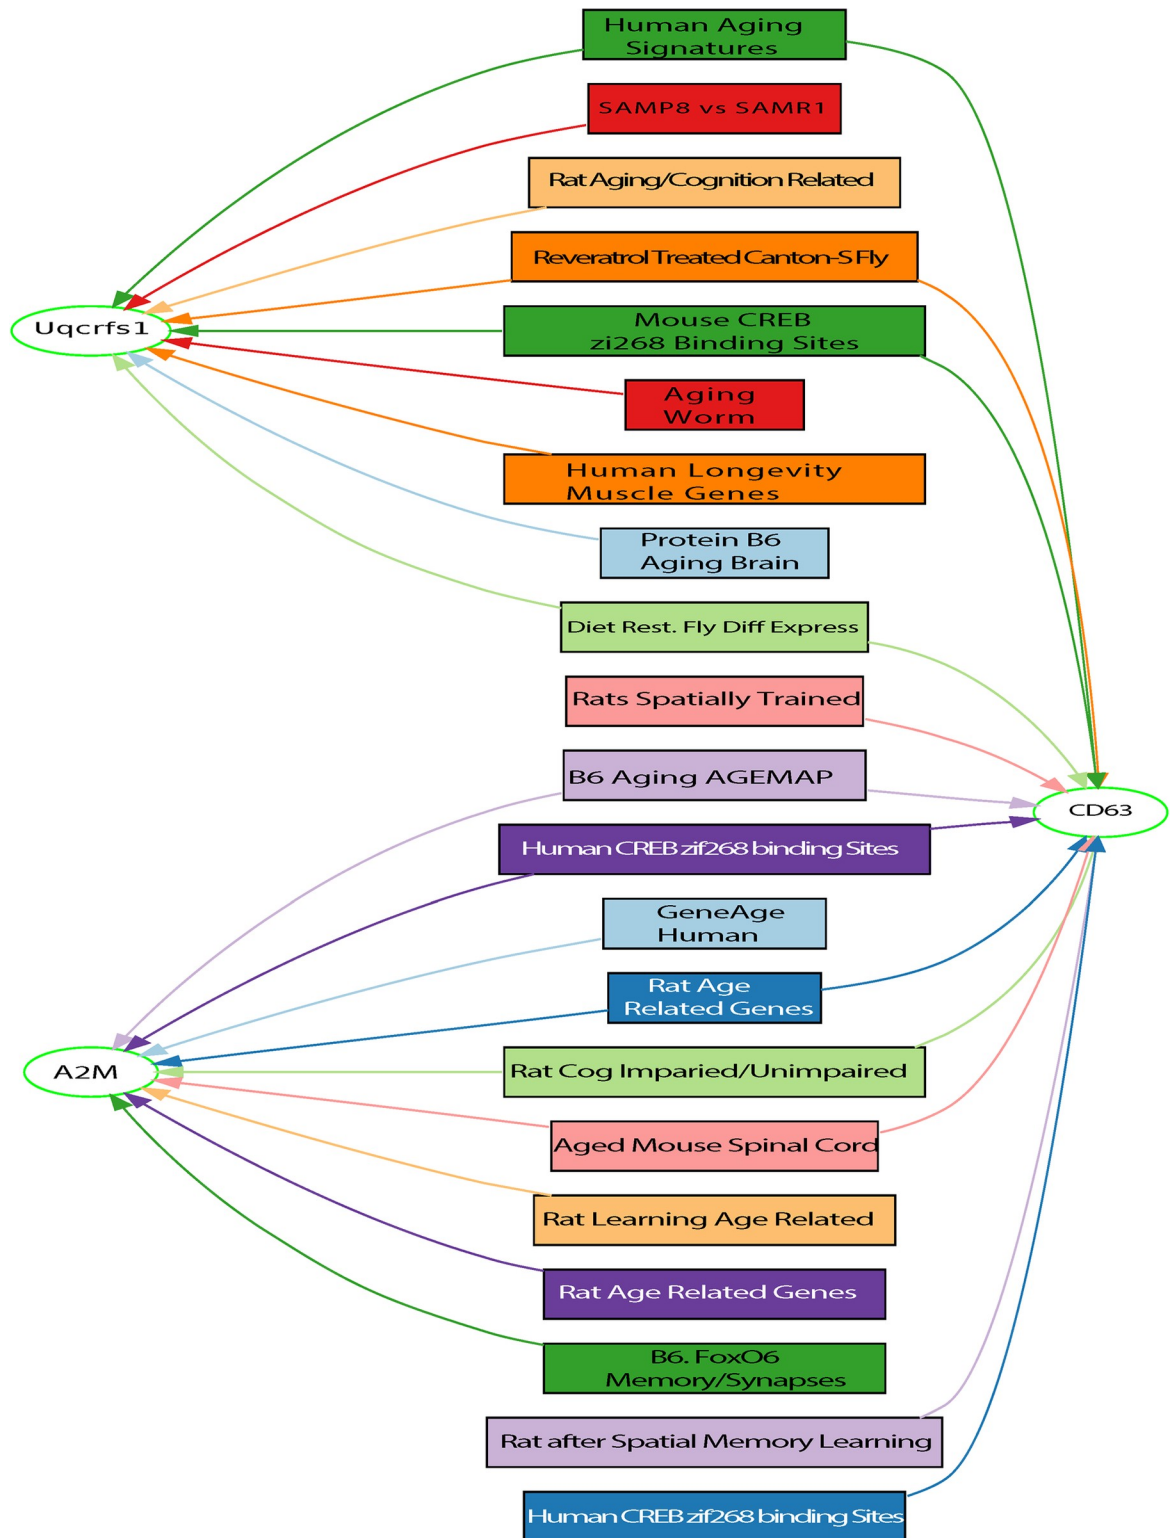 Human Aging
Signatures
SAMP8 vs SAMR1
Rat Aging/Cognition Related
Reveratrol Treated Canton-S Fly
Uqcrfs1
Mouse CREB
zi268 Binding Sites
Aging
Worm
Human Longevity
Muscle Genes
Protein B6
Aging Brain
Diet Rest. Fly Diff Express
Rats Spatially Trained
B6 Aging AGEMAP
CD63
Human CREB zif268 binding Sites
GeneAge
Human
Rat Age
Related Genes
A2M
Rat Cog Imparied/Unimpaired
Aged Mouse Spinal Cord
Rat Learning Age Related
Rat Age Related Genes
B6. FoxO6
Memory/Synapses
Rat after Spatial Memory Learning
Human CREB zif268 binding Sites